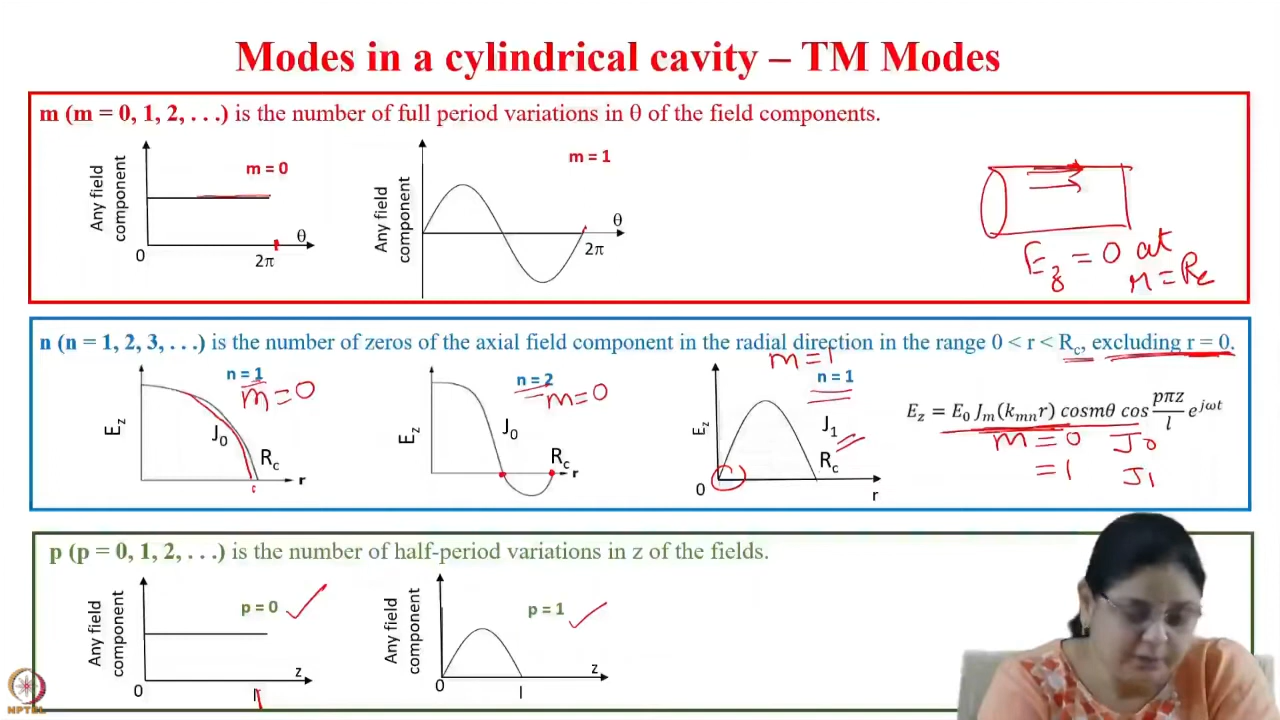 Modes in a cylindrical cavity – TM Modes
m (m = 0, 1, 2, . . .) is the number of full period variations in θ of the field components.
Any field component
m = 0
θ
0
2π
Any field component
m = 1
θ
2π
E_z = 0 at
r = R_c
n (n = 1, 2, 3, . . .) is the number of zeros of the axial field component in the radial direction in the range 0 < r < R_c, excluding r = 0.
n = 1
m = 0
E_z
J_0
R_c
r
n = 2
m = 0
E_z
J_0
R_c
r
m = 1
n = 1
E_z
J_1
R_c
0
r
E_z = E_0 J_m(k_{mn}r) cosmθ cos pπz/l e^{jωt}
m = 0 J_0
= 1 J_1
p (p = 0, 1, 2, . . .) is the number of half-period variations in z of the fields.
Any field component
p = 0
z
0
l
Any field component
p = 1
z
0
l
NPTEL